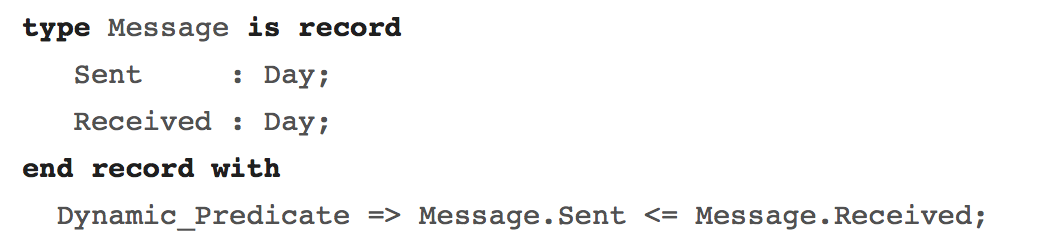 type Message is record
   Sent     : Day;
   Received : Day;
end record with
  Dynamic_Predicate => Message.Sent <= Message.Received;